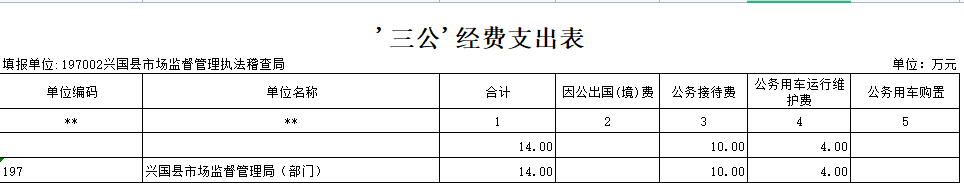 '三公'经费支出表
填报单位:197002兴国县市场监督管理执法稽查局 单位: 万元
单位编码 单位名称 合计 因公出国(境)费 公务接待费 公务用车运行维护费 公务用车购置
** ** 1 2 3 4 5
14.00 10.00 4.00
197 兴国县市场监督管理局（部门） 14.00 10.00 4.00